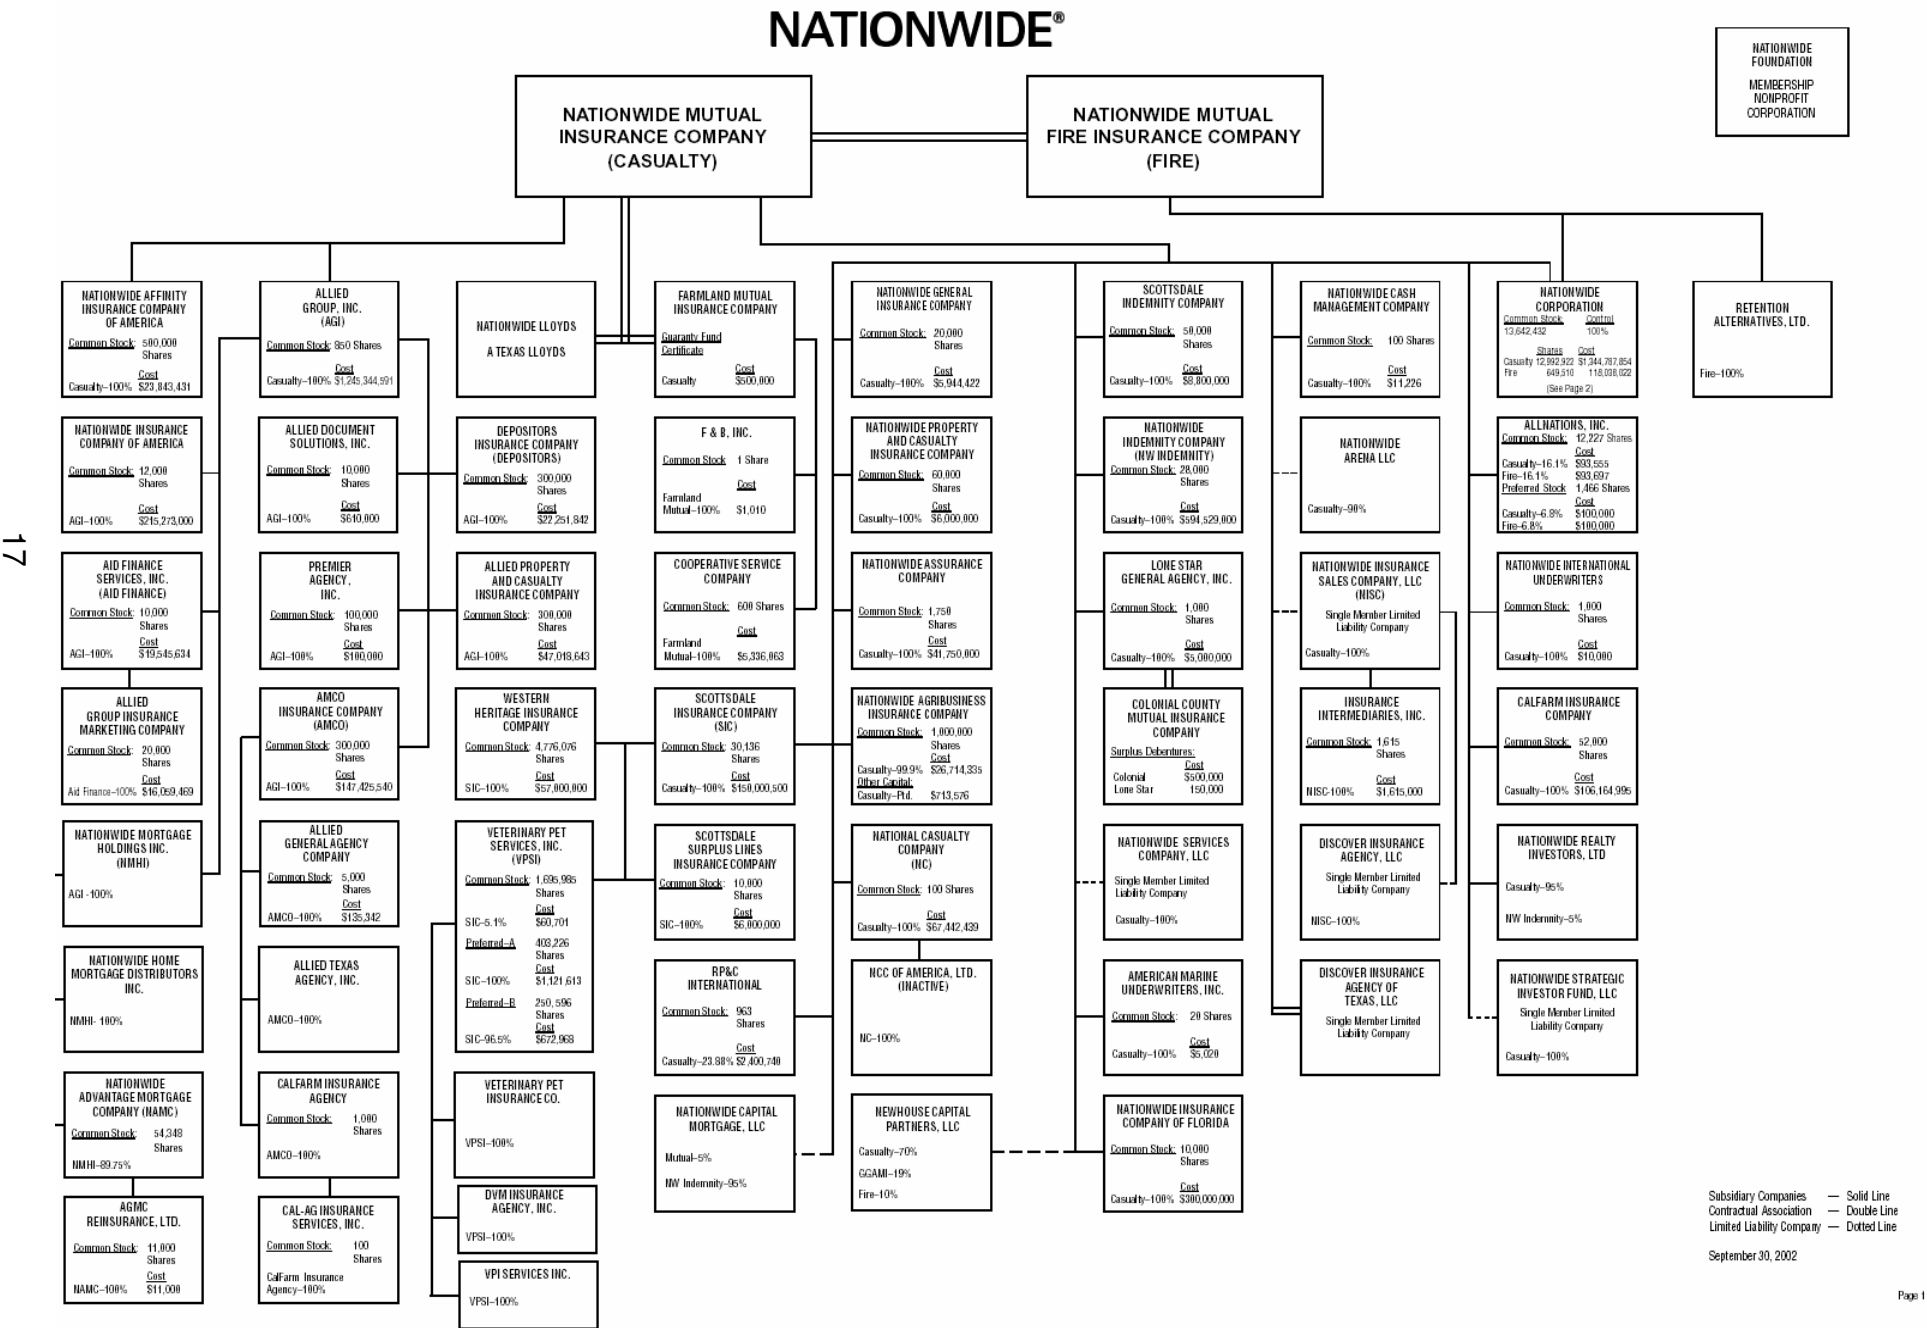 NATIONWIDE®
NATIONWIDE
FOUNDATION
MEMBERSHIP
NONPROFIT
CORPORATION
NATIONWIDE MUTUAL
INSURANCE COMPANY
(CASUALTY)
NATIONWIDE MUTUAL
FIRE INSURANCE COMPANY
(FIRE)
NATIONWIDE AFFINITY
INSURANCE COMPANY
OF AMERICA
Common Stock: 500,000
Shares
Cost
Casualty–100% $23,843,431
ALLIED
GROUP, INC.
(AGI)
Common Stock: 850 Shares
Cost
Casualty–100% $1,245,344,591
NATIONWIDE LLOYDS
A TEXAS LLOYDS
FARMLAND MUTUAL
INSURANCE COMPANY
Guaranty Fund
Certificate
Cost
Casualty $500,000
NATIONWIDE GENERAL
INSURANCE COMPANY
Common Stock: 20,000
Shares
Cost
Casualty–100% $5,944,422
SCOTTSDALE
INDEMNITY COMPANY
Common Stock: 50,000
Shares
Cost
Casualty–100% $8,800,000
NATIONWIDE CASH
MANAGEMENT COMPANY
Common Stock: 100 Shares
Cost
Casualty–100% $11,226
NATIONWIDE
CORPORATION
Common Stock: Control
13,642,432 100%
Shares Cost
Casualty 12,992,922 $1,344,787,854
Fire 649,510 118,038,022
(See Page 2)
RETENTION
ALTERNATIVES, LTD.
Fire–100%
NATIONWIDE INSURANCE
COMPANY OF AMERICA
Common Stock: 12,000
Shares
Cost
AGI–100% $215,273,000
ALLIED DOCUMENT
SOLUTIONS, INC.
Common Stock: 10,000
Shares
Cost
AGI–100% $610,000
DEPOSITORS
INSURANCE COMPANY
(DEPOSITORS)
Common Stock: 300,000
Shares
Cost
AGI–100% $22,251,842
F & B, INC.
Common Stock 1 Share
Cost
Farmland
Mutual–100% $1,010
NATIONWIDE PROPERTY
AND CASUALTY
INSURANCE COMPANY
Common Stock: 60,000
Shares
Cost
Casualty–100% $6,000,000
NATIONWIDE
INDEMNITY COMPANY
(NW INDEMNITY)
Common Stock: 28,000
Shares
Cost
Casualty–100% $594,529,000
NATIONWIDE
ARENA LLC
Casualty–90%
ALLNATIONS, INC.
Common Stock: 12,227 Shares
Cost
Casualty–16.1% $93,555
Fire–16.1% $93,697
Preferred Stock 1,466 Shares
Cost
Casualty–6.8% $100,000
Fire–6.8% $100,000
17
AID FINANCE
SERVICES, INC.
(AID FINANCE)
Common Stock: 10,000
Shares
Cost
AGI–100% $19,545,634
PREMIER
AGENCY,
INC.
Common Stock: 100,000
Shares
Cost
AGI–100% $100,000
ALLIED PROPERTY
AND CASUALTY
INSURANCE COMPANY
Common Stock: 300,000
Shares
Cost
AGI–100% $47,018,643
COOPERATIVE SERVICE
COMPANY
Common Stock: 600 Shares
Cost
Farmland
Mutual–100% $5,336,063
NATIONWIDE ASSURANCE
COMPANY
Common Stock: 1,750
Shares
Cost
Casualty–100% $41,750,000
LONE STAR
GENERAL AGENCY, INC.
Common Stock: 1,000
Shares
Cost
Casualty–100% $5,000,000
NATIONWIDE INSURANCE
SALES COMPANY, LLC
(NISC)
Single Member Limited
Liability Company
Casualty–100%
NATIONWIDE INTERNATIONAL
UNDERWRITERS
Common Stock: 1,000
Shares
Cost
Casualty–100% $10,000
ALLIED
GROUP INSURANCE
MARKETING COMPANY
Common Stock: 20,000
Shares
Cost
Aid Finance–100% $16,059,469
AMCO
INSURANCE COMPANY
(AMCO)
Common Stock: 300,000
Shares
Cost
AGI–100% $147,425,540
WESTERN
HERITAGE INSURANCE
COMPANY
Common Stock: 4,776,076
Shares
Cost
SIC–100% $57,000,000
SCOTTSDALE
INSURANCE COMPANY
(SIC)
Common Stock: 30,136
Shares
Cost
Casualty–100% $150,000,500
NATIONWIDE AGRIBUSINESS
INSURANCE COMPANY
Common Stock: 1,000,000
Shares
Cost
Casualty–99.9% $26,714,335
Other Capital:
Casualty–Ptd. $713,576
COLONIAL COUNTY
MUTUAL INSURANCE
COMPANY
Surplus Debentures:
Cost
Colonial $500,000
Lone Star 150,000
INSURANCE
INTERMEDIARIES, INC.
Common Stock: 1,615
Shares
Cost
NISC-100% $1,615,000
CALFARM INSURANCE
COMPANY
Common Stock: 52,000
Shares
Cost
Casualty–100% $106,164,995
NATIONWIDE MORTGAGE
HOLDINGS INC.
(NMHI)
AGI -100%
ALLIED
GENERAL AGENCY
COMPANY
Common Stock: 5,000
Shares
Cost
AMCO–100% $135,342
VETERINARY PET
SERVICES, INC.
(VPSI)
Common Stock: 1,695,985
Shares
Cost
SIC–5.1% $60,701
Preferred–A 403,226
Shares
Cost
SIC–100% $1,121,613
Preferred–B 250,596
Shares
Cost
SIC–96.5% $672,968
SCOTTSDALE
SURPLUS LINES
INSURANCE COMPANY
Common Stock: 10,000
Shares
Cost
SIC–100% $6,000,000
NATIONAL CASUALTY
COMPANY
(NC)
Common Stock: 100 Shares
Cost
Casualty–100% $67,442,439
NATIONWIDE SERVICES
COMPANY, LLC
Single Member Limited
Liability Company
Casualty–100%
DISCOVER INSURANCE
AGENCY, LLC
Single Member Limited
Liability Company
NISC–100%
NATIONWIDE REALTY
INVESTORS, LTD
Casualty–95%
NW Indemnity–5%
NATIONWIDE HOME
MORTGAGE DISTRIBUTORS
INC.
NMHI- 100%
ALLIED TEXAS
AGENCY, INC.
AMCO–100%
RP&C
INTERNATIONAL
Common Stock: 963
Shares
Cost
Casualty–23.88% $2,400,740
NCC OF AMERICA, LTD.
(INACTIVE)
NC–100%
AMERICAN MARINE
UNDERWRITERS, INC.
Common Stock: 20 Shares
Cost
Casualty–100% $5,020
DISCOVER INSURANCE
AGENCY OF
TEXAS, LLC
Single Member Limited
Liability Company
NATIONWIDE STRATEGIC
INVESTOR FUND, LLC
Single Member Limited
Liability Company
Casualty–100%
NATIONWIDE
ADVANTAGE MORTGAGE
COMPANY (NAMC)
Common Stock: 54,348
Shares
NMHI–89.75%
CALFARM INSURANCE
AGENCY
Common Stock: 1,000
Shares
AMCO–100%
VETERINARY PET
INSURANCE CO.
VPSI–100%
NATIONWIDE CAPITAL
MORTGAGE, LLC
Mutual–5%
NW Indemnity–95%
NEWHOUSE CAPITAL
PARTNERS, LLC
Casualty–70%
GGAMI–19%
Fire–10%
NATIONWIDE INSURANCE
COMPANY OF FLORIDA
Common Stock: 10,000
Shares
Cost
Casualty–100% $300,000,000
AGMC
REINSURANCE, LTD.
Common Stock: 11,000
Shares
Cost
NAMC–100% $11,000
CAL-AG INSURANCE
SERVICES, INC.
Common Stock: 100
Shares
CalFarm Insurance
Agency–100%
DVM INSURANCE
AGENCY, INC.
VPSI–100%
VPI SERVICES INC.
VPSI–100%
Subsidiary Companies — Solid Line
Contractual Association — Double Line
Limited Liability Company — Dotted Line
September 30, 2002
Page 1